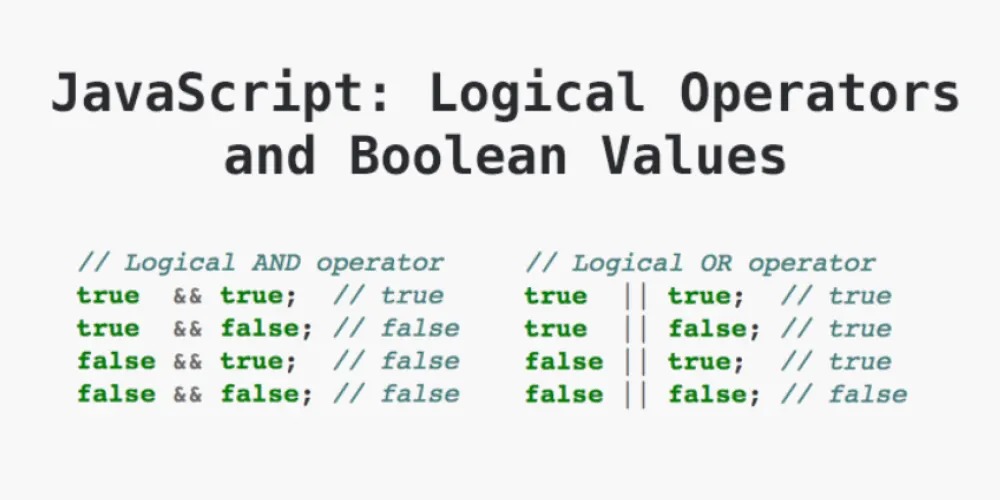 JavaScript: Logical Operators
and Boolean Values
// Logical AND operator
true && true; // true
true && false; // false
false && true; // false
false && false; // false
// Logical OR operator
true || true; // true
true || false; // true
false || true; // true
false || false; // false